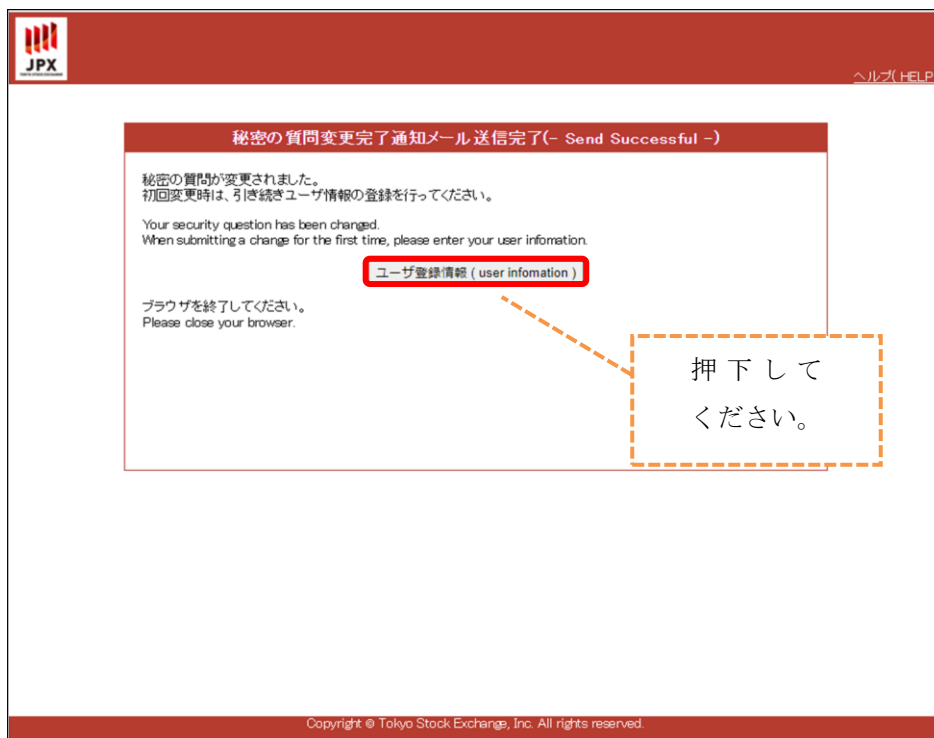 JPX
TOKYO STOCK EXCHANGE
ヘルプ( HELP
秘密の質問変更完了通知メール送信完了(- Send Successful -)
秘密の質問が変更されました。
初回変更時は、引き続きユーザ情報の登録を行ってください。
Your security question has been changed.
When submitting a change for the first time, please enter your user infomation.
ユーザ登録情報 ( user infomation )
ブラウザを終了してください。
Please close your browser.
押下して
ください。
Copyright © Tokyo Stock Exchange, Inc. All rights reserved.